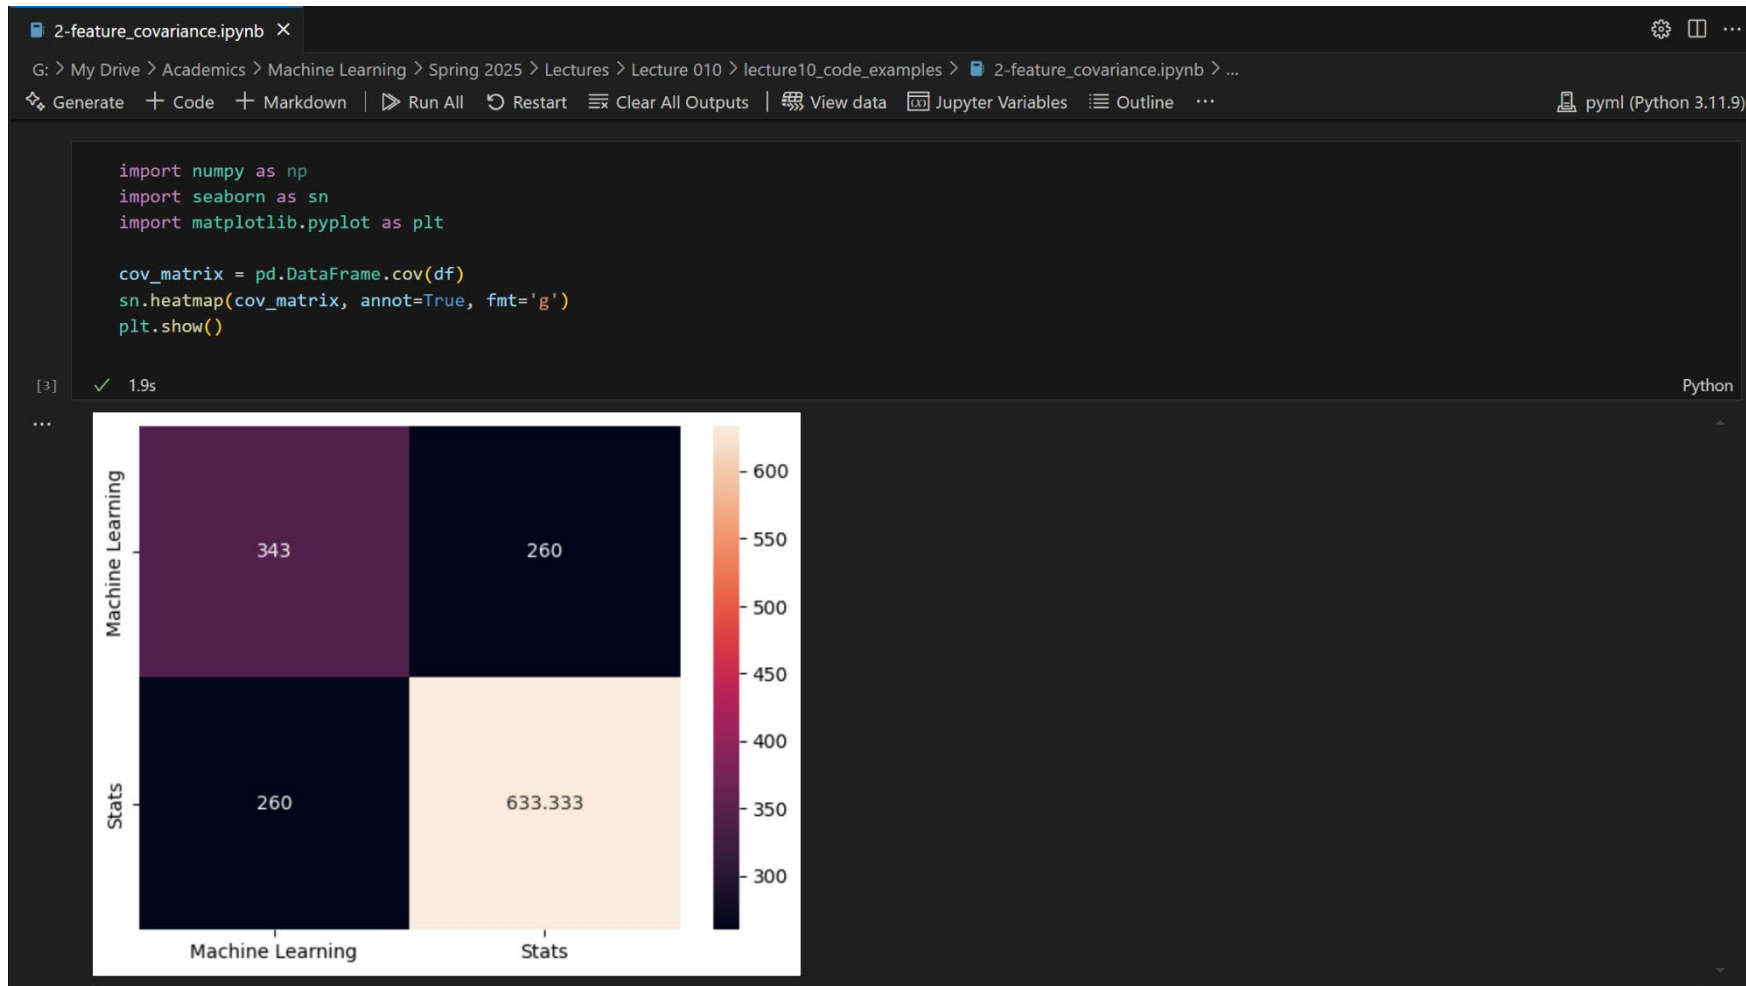 2-feature_covariance.ipynb
G: > My Drive > Academics > Machine Learning > Spring 2025 > Lectures > Lecture 010 > lecture10_code_examples > 2-feature_covariance.ipynb > ...
Generate + Code + Markdown | Run All Restart Clear All Outputs | View data Jupyter Variables Outline ... pyml (Python 3.11.9)
import numpy as np
import seaborn as sn
import matplotlib.pyplot as plt
cov_matrix = pd.DataFrame.cov(df)
sn.heatmap(cov_matrix, annot=True, fmt='g')
plt.show()
[3] 1.9s Python
Machine Learning
343 260
Stats
260 633.333
Machine Learning Stats
600
550
500
450
400
350
300